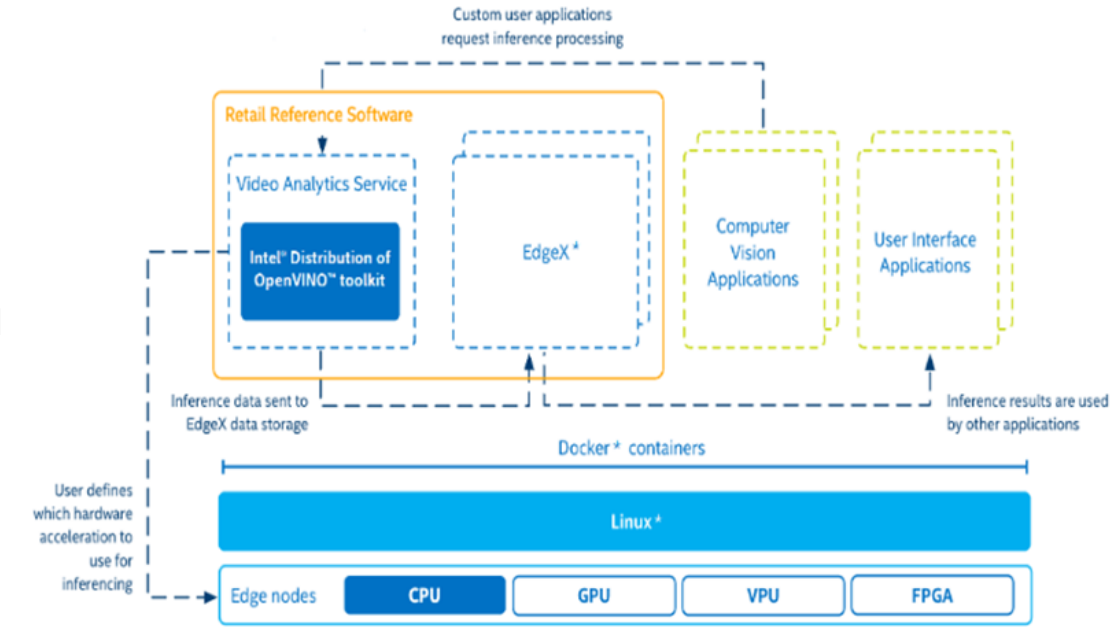 Custom user applications
request inference processing
Retail Reference Software
Video Analytics Service
Intel® Distribution of
OpenVINO™ toolkit
EdgeX*
Computer
Vision
Applications
User Interface
Applications
Inference data sent to
EdgeX data storage
Inference results are used
by other applications
Docker* containers
User defines
which hardware
acceleration to
use for
inferencing
Linux*
Edge nodes
CPU
GPU
VPU
FPGA